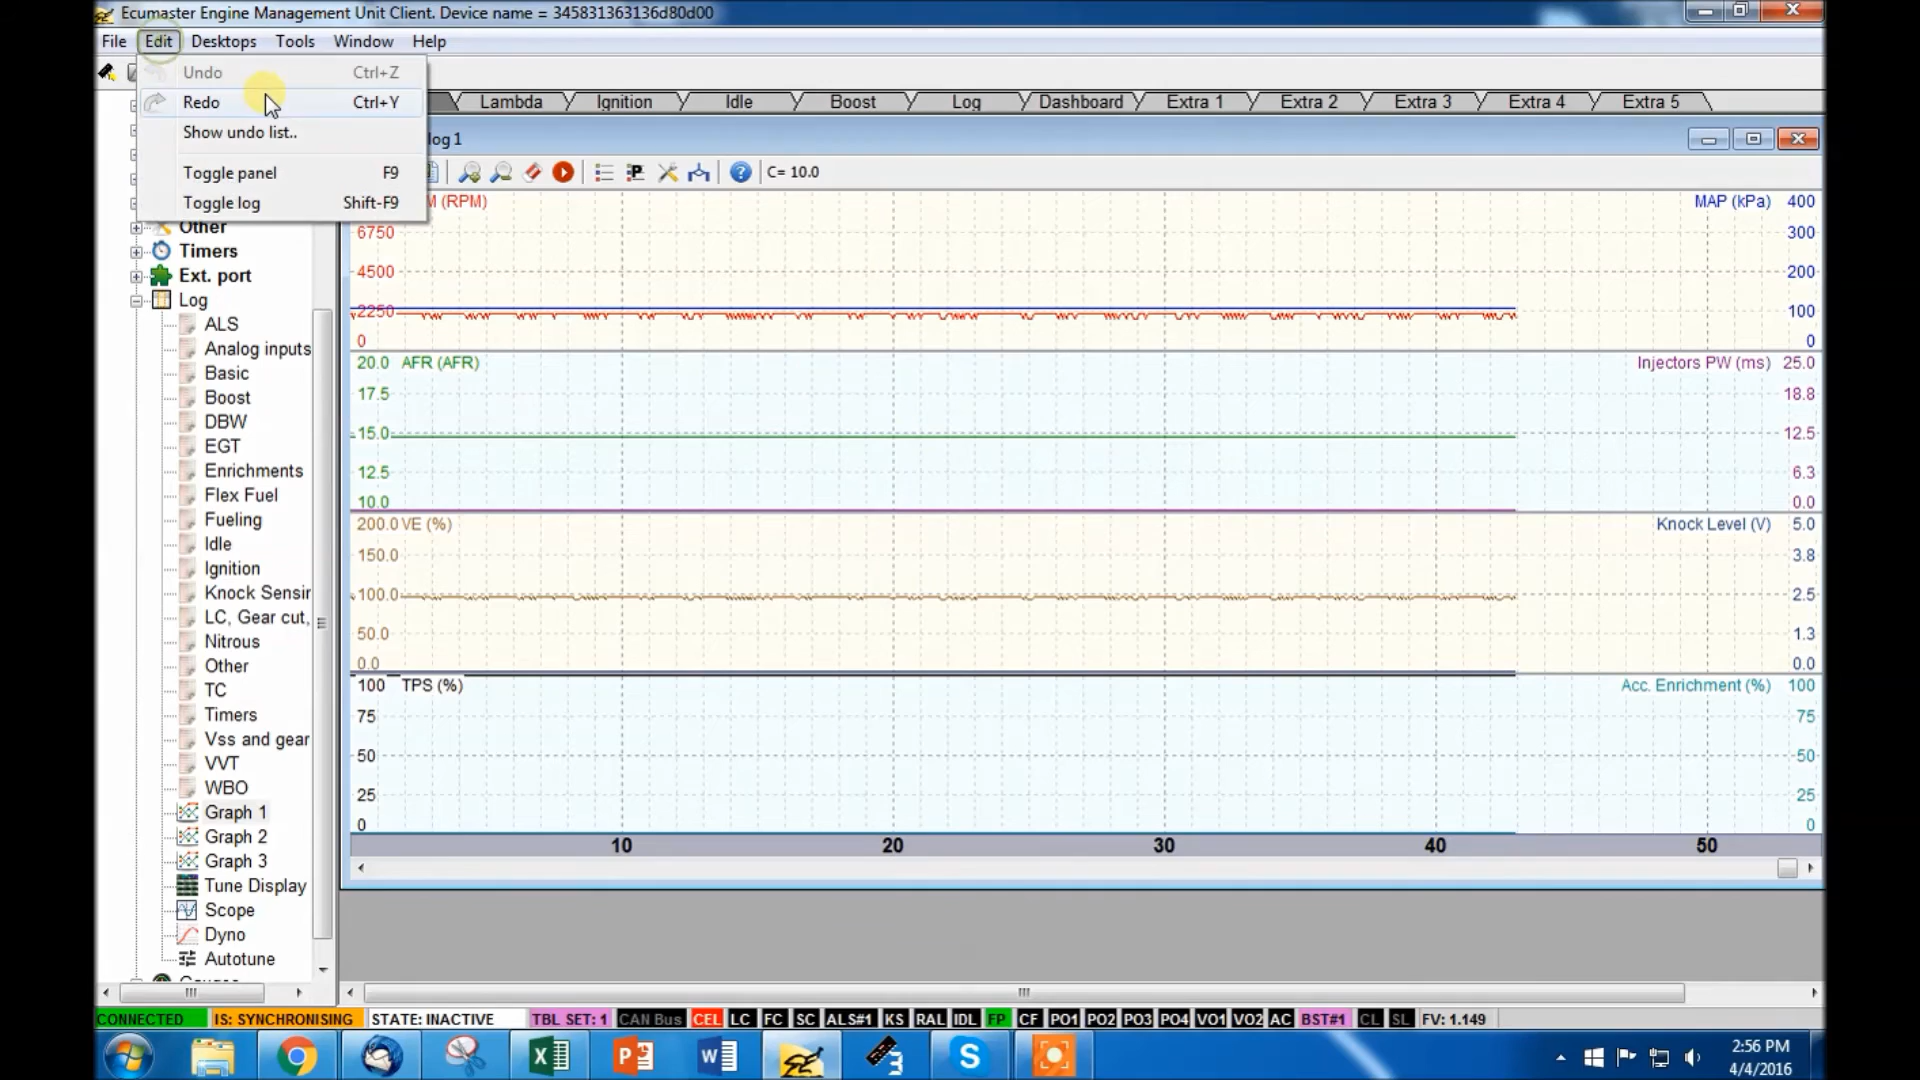 Ecumaster Engine Management Unit Client. Device name = 345831363136d80d00
File Edit Desktops Tools Window Help
Undo Ctrl+Z
Redo Ctrl+Y
Show undo list..
Toggle panel F9
Toggle log Shift-F9
Lambda Ignition Idle Boost Log Dashboard Extra 1 Extra 2 Extra 3 Extra 4 Extra 5
log 1
C= 10.0
M (RPM) MAP (kPa) 400
6750 300
4500 200
2250 100
0 0
20.0 AFR (AFR) Injectors PW (ms) 25.0
17.5 18.8
15.0 12.5
12.5 6.3
10.0 0.0
200.0 VE (%) Knock Level (V) 5.0
150.0 3.8
100.0 2.5
50.0 1.3
0.0 0.0
100 TPS (%) Acc. Enrichment (%) 100
75 75
50 50
25 25
0 0
10 20 30 40 50
Other
Timers
Ext. port
Log
ALS
Analog inputs
Basic
Boost
DBW
EGT
Enrichments
Flex Fuel
Fueling
Idle
Ignition
Knock Sensin
LC, Gear cut,
Nitrous
Other
TC
Timers
Vss and gear
VVT
WBO
Graph 1
Graph 2
Graph 3
Tune Display
Scope
Dyno
Autotune
CONNECTED IS: SYNCHRONISING STATE: INACTIVE TBL SET: 1 CAN Bus CEL LC FC SC ALS#1 KS RAL IDL FP CF PO1 PO2 PO3 PO4 VO1 VO2 AC BST#1 CL SL FV: 1.149
2:56 PM
4/4/2016